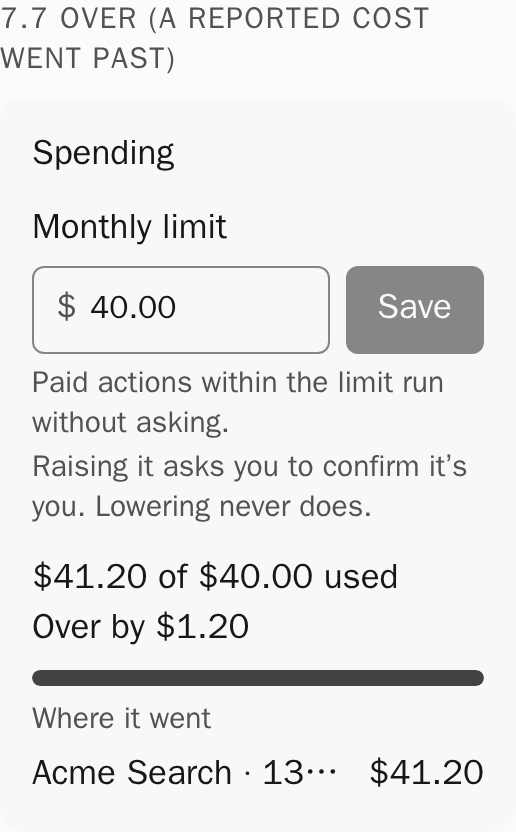 7.7 OVER (A REPORTED COST
WENT PAST)
Spending
Monthly limit
$ 40.00 Save
Paid actions within the limit run
without asking.
Raising it asks you to confirm it’s
you. Lowering never does.
$41.20 of $40.00 used
Over by $1.20
Where it went
Acme Search · 13··· $41.20